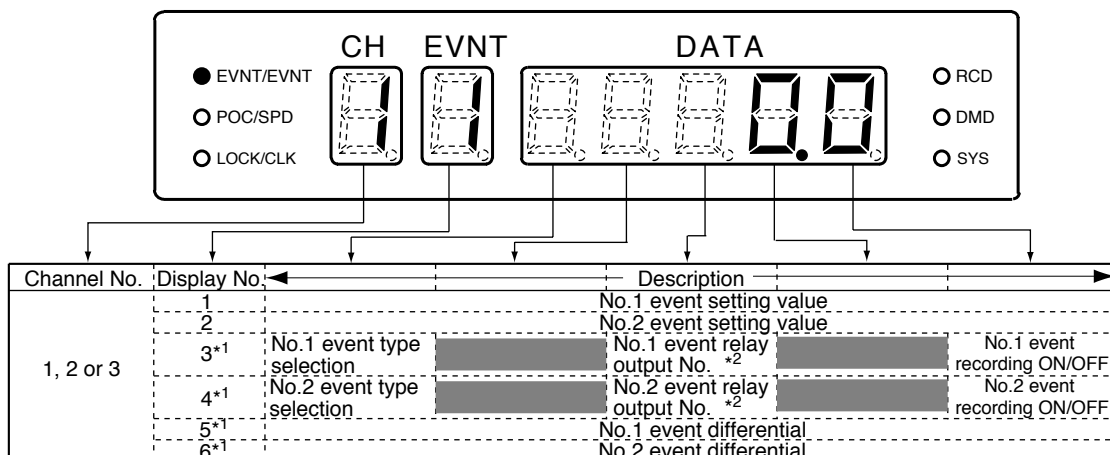 CH EVNT DATA
EVNT/EVNT
POC/SPD
LOCK/CLK
1 1 0.0
RCD
DMD
SYS
Channel No. Display No. Description
1, 2 or 3
1 No.1 event setting value
2 No.2 event setting value
3*1 No.1 event type selection No.1 event relay output No. *2 No.1 event recording ON/OFF
4*1 No.2 event type selection No.2 event relay output No. *2 No.2 event recording ON/OFF
5*1 No.1 event differential
6*1 No.2 event differential